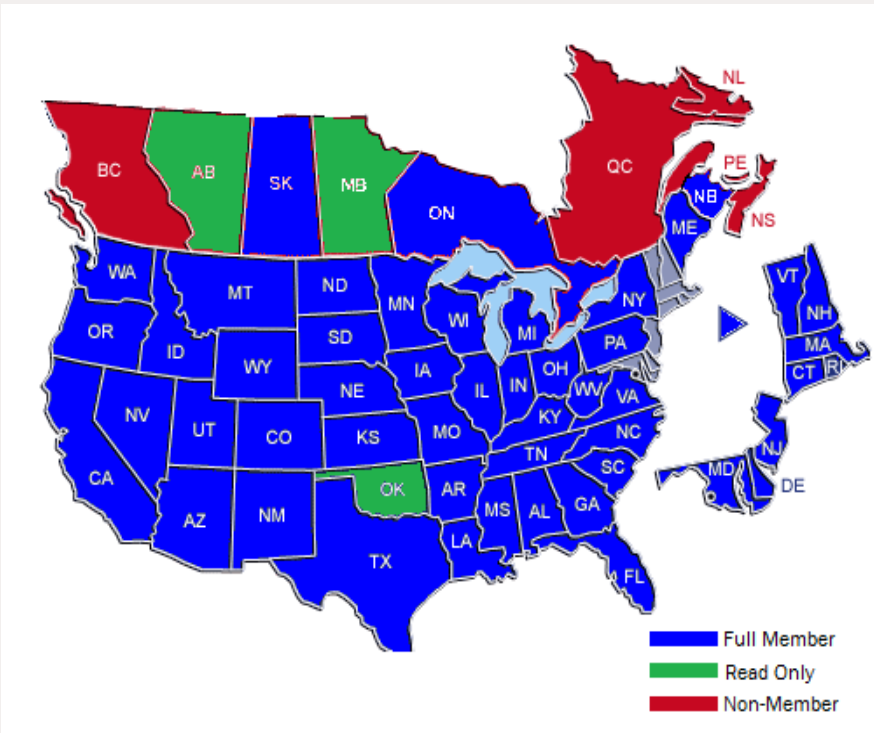 NL
BC
AB
SK
MB
ON
QC
PE
NB
NS
ME
WA
MT
ND
MN
OR
ID
WY
SD
WI
MI
NY
PA
VT
NH
MA
CT
RI
IA
NE
NV
UT
CO
KS
MO
IL
IN
OH
WV
VA
KY
NC
TN
SC
CA
AZ
NM
OK
AR
MS
AL
GA
LA
TX
FL
NJ
MD
DE
Full Member
Read Only
Non-Member